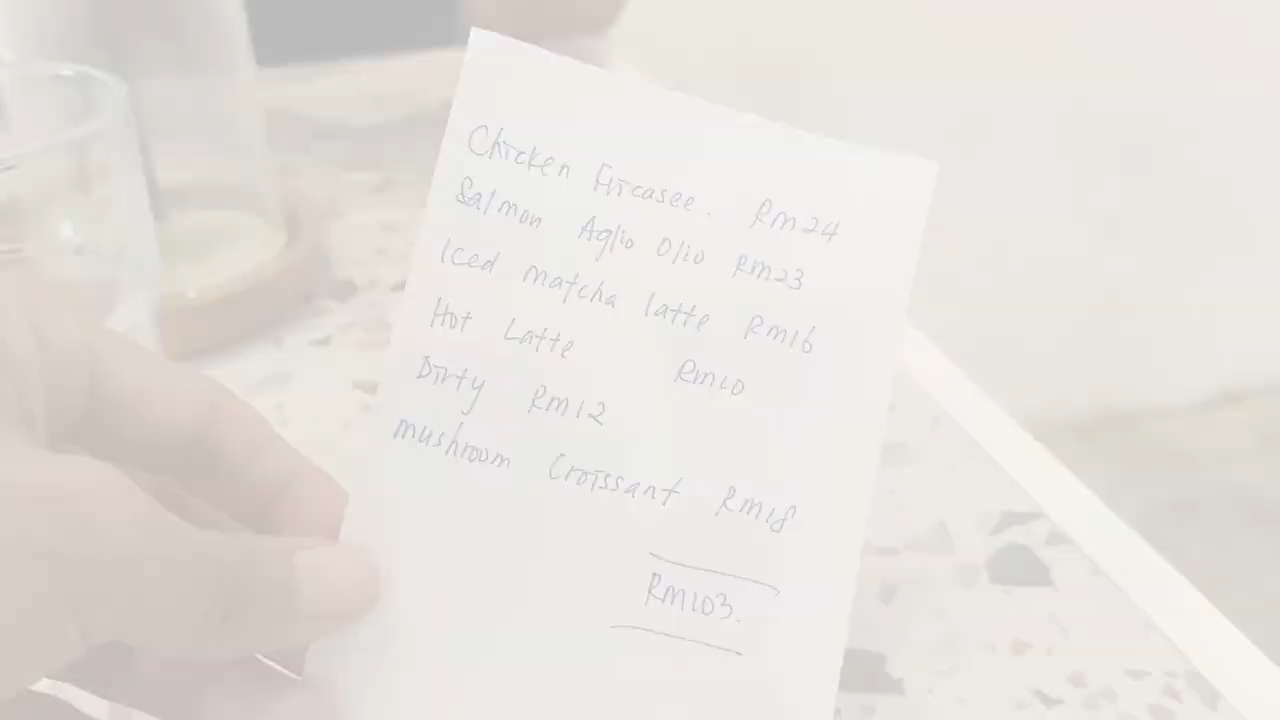 Chicken Fricasee. RM24
Salmon Aglio Olio RM23
Iced matcha latte RM16
Hot Latte RM10
Dirty RM12
mushroom Croissant RM18
RM103.